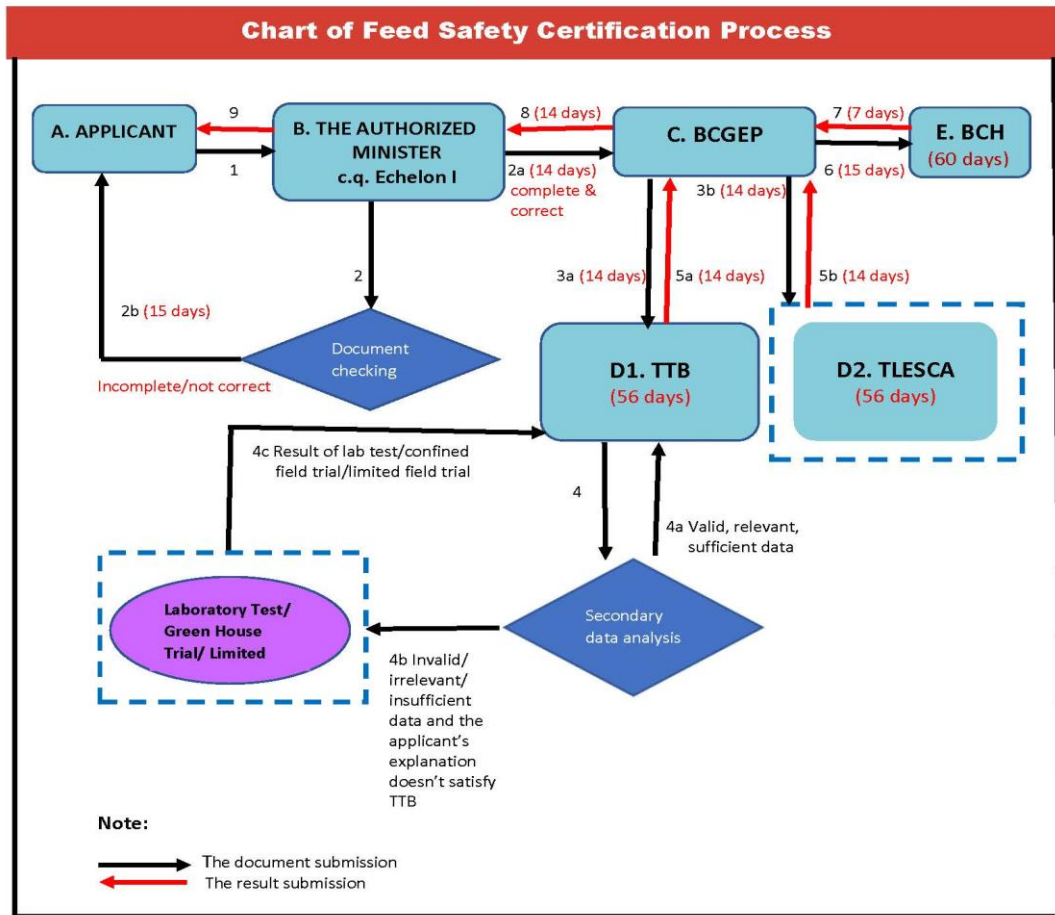 Chart of Feed Safety Certification Process
A. APPLICANT
9
1
B. THE AUTHORIZED
MINISTER
c.q. Echelon I
8 (14 days)
2a (14 days)
complete &
correct
C. BCGEP
7 (7 days)
6 (15 days)
E. BCH
(60 days)
3b (14 days)
2
3a (14 days)
5a (14 days)
5b (14 days)
2b (15 days)
Document
checking
Incomplete/not correct
D1. TTB
(56 days)
D2. TLESCA
(56 days)
4c Result of lab test/confined
field trial/limited field trial
4
4a Valid, relevant,
sufficient data
Laboratory Test/
Green House
Trial/ Limited
Secondary
data analysis
4b Invalid/
irrelevant/
insufficient
data and the
applicant’s
explanation
doesn’t satisfy
TTB
Note:
The document submission
The result submission